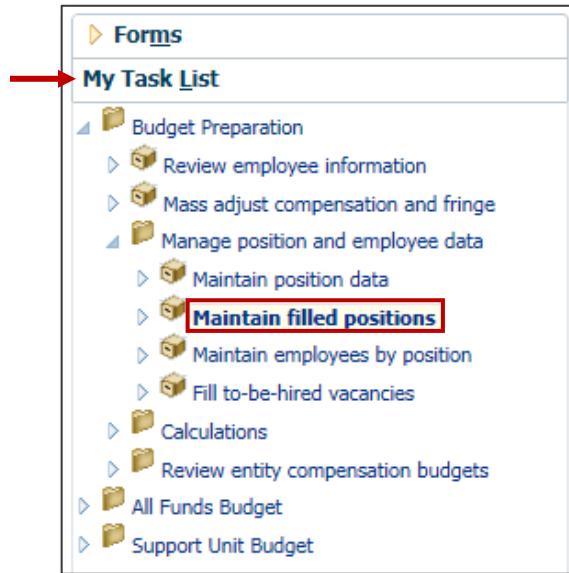 Forms
My Task List
Budget Preparation
Review employee information
Mass adjust compensation and fringe
Manage position and employee data
Maintain position data
Maintain filled positions
Maintain employees by position
Fill to-be-hired vacancies
Calculations
Review entity compensation budgets
All Funds Budget
Support Unit Budget